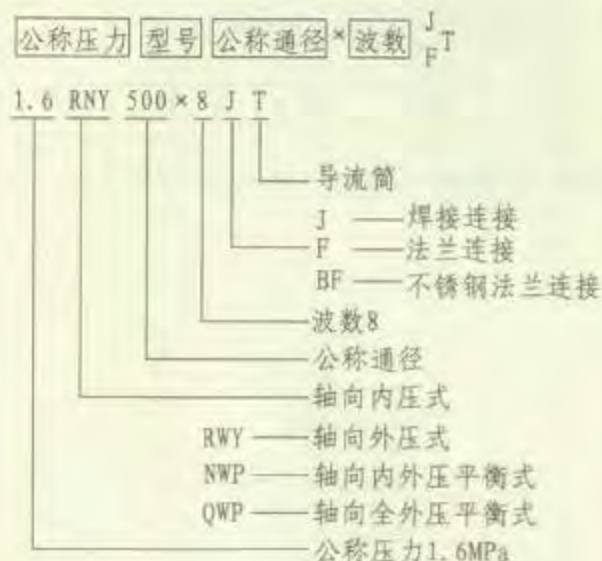 公称压力 型号 公称通径×波数 J
F T
1.6 RNY 500×8 J T
导流筒
J ——焊接连接
F ——法兰连接
BF ——不锈钢法兰连接
波数8
公称通径
轴向内压式
RWY ——轴向外压式
NWP ——轴向内外压平衡式
QWP ——轴向全外压平衡式
公称压力1.6MPa